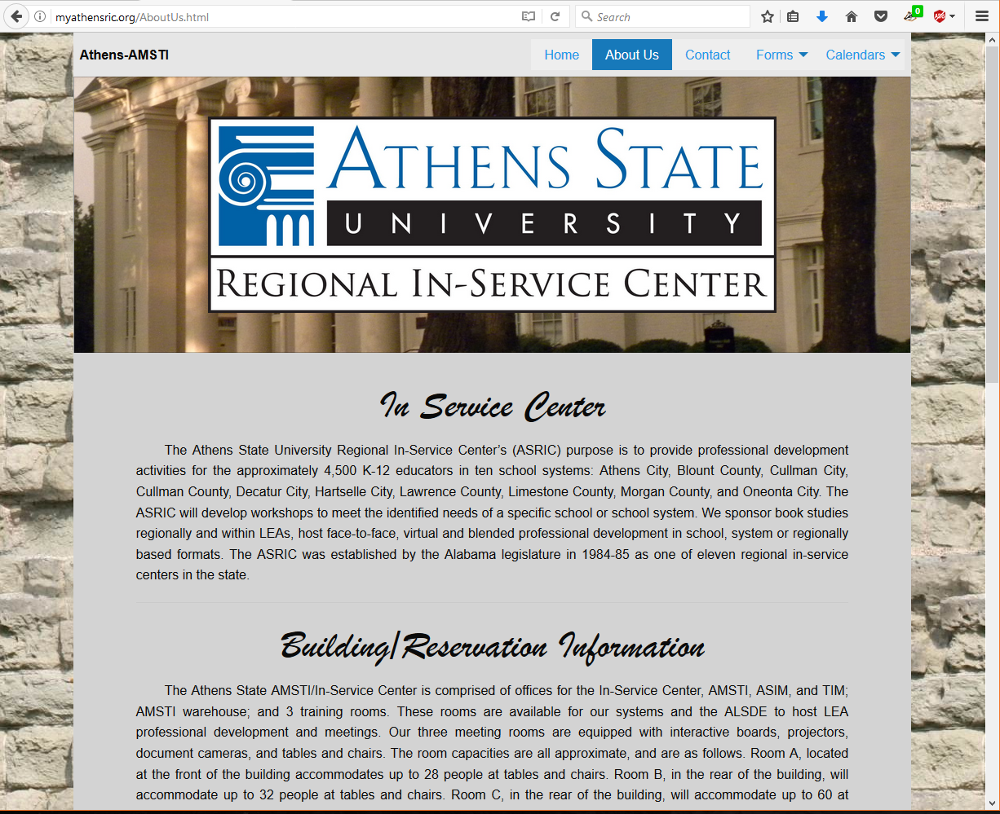 myathensric.org/AboutUs.html
Search
0
ABP
Athens-AMSTI
Home
About Us
Contact
Forms
Calendars
ATHENS STATE
UNIVERSITY
REGIONAL IN-SERVICE CENTER
In Service Center
The Athens State University Regional In-Service Center’s (ASRIC) purpose is to provide professional development
activities for the approximately 4,500 K-12 educators in ten school systems: Athens City, Blount County, Cullman City,
Cullman County, Decatur City, Hartselle City, Lawrence County, Limestone County, Morgan County, and Oneonta City. The
ASRIC will develop workshops to meet the identified needs of a specific school or school system. We sponsor book studies
regionally and within LEAs, host face-to-face, virtual and blended professional development in school, system or regionally
based formats. The ASRIC was established by the Alabama legislature in 1984-85 as one of eleven regional in-service
centers in the state.
Building/Reservation Information
The Athens State AMSTI/In-Service Center is comprised of offices for the In-Service Center, AMSTI, ASIM, and TIM;
AMSTI warehouse; and 3 training rooms. These rooms are available for our systems and the ALSDE to host LEA
professional development and meetings. Our three meeting rooms are equipped with interactive boards, projectors,
document cameras, and tables and chairs. The room capacities are all approximate, and are as follows. Room A, located
at the front of the building accommodates up to 28 people at tables and chairs. Room B, in the rear of the building, will
accommodate up to 32 people at tables and chairs. Room C, in the rear of the building, will accommodate up to 60 at